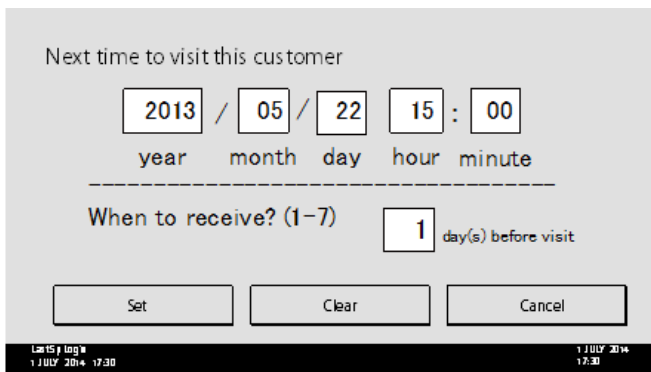 Next time to visit this customer
2013 / 05 / 22 15 : 00
year month day hour minute
When to receive? (1-7) 1 day(s) before visit
Set Clear Cancel
1 JULY 2014
1 JULY 2014 17:30 17:30